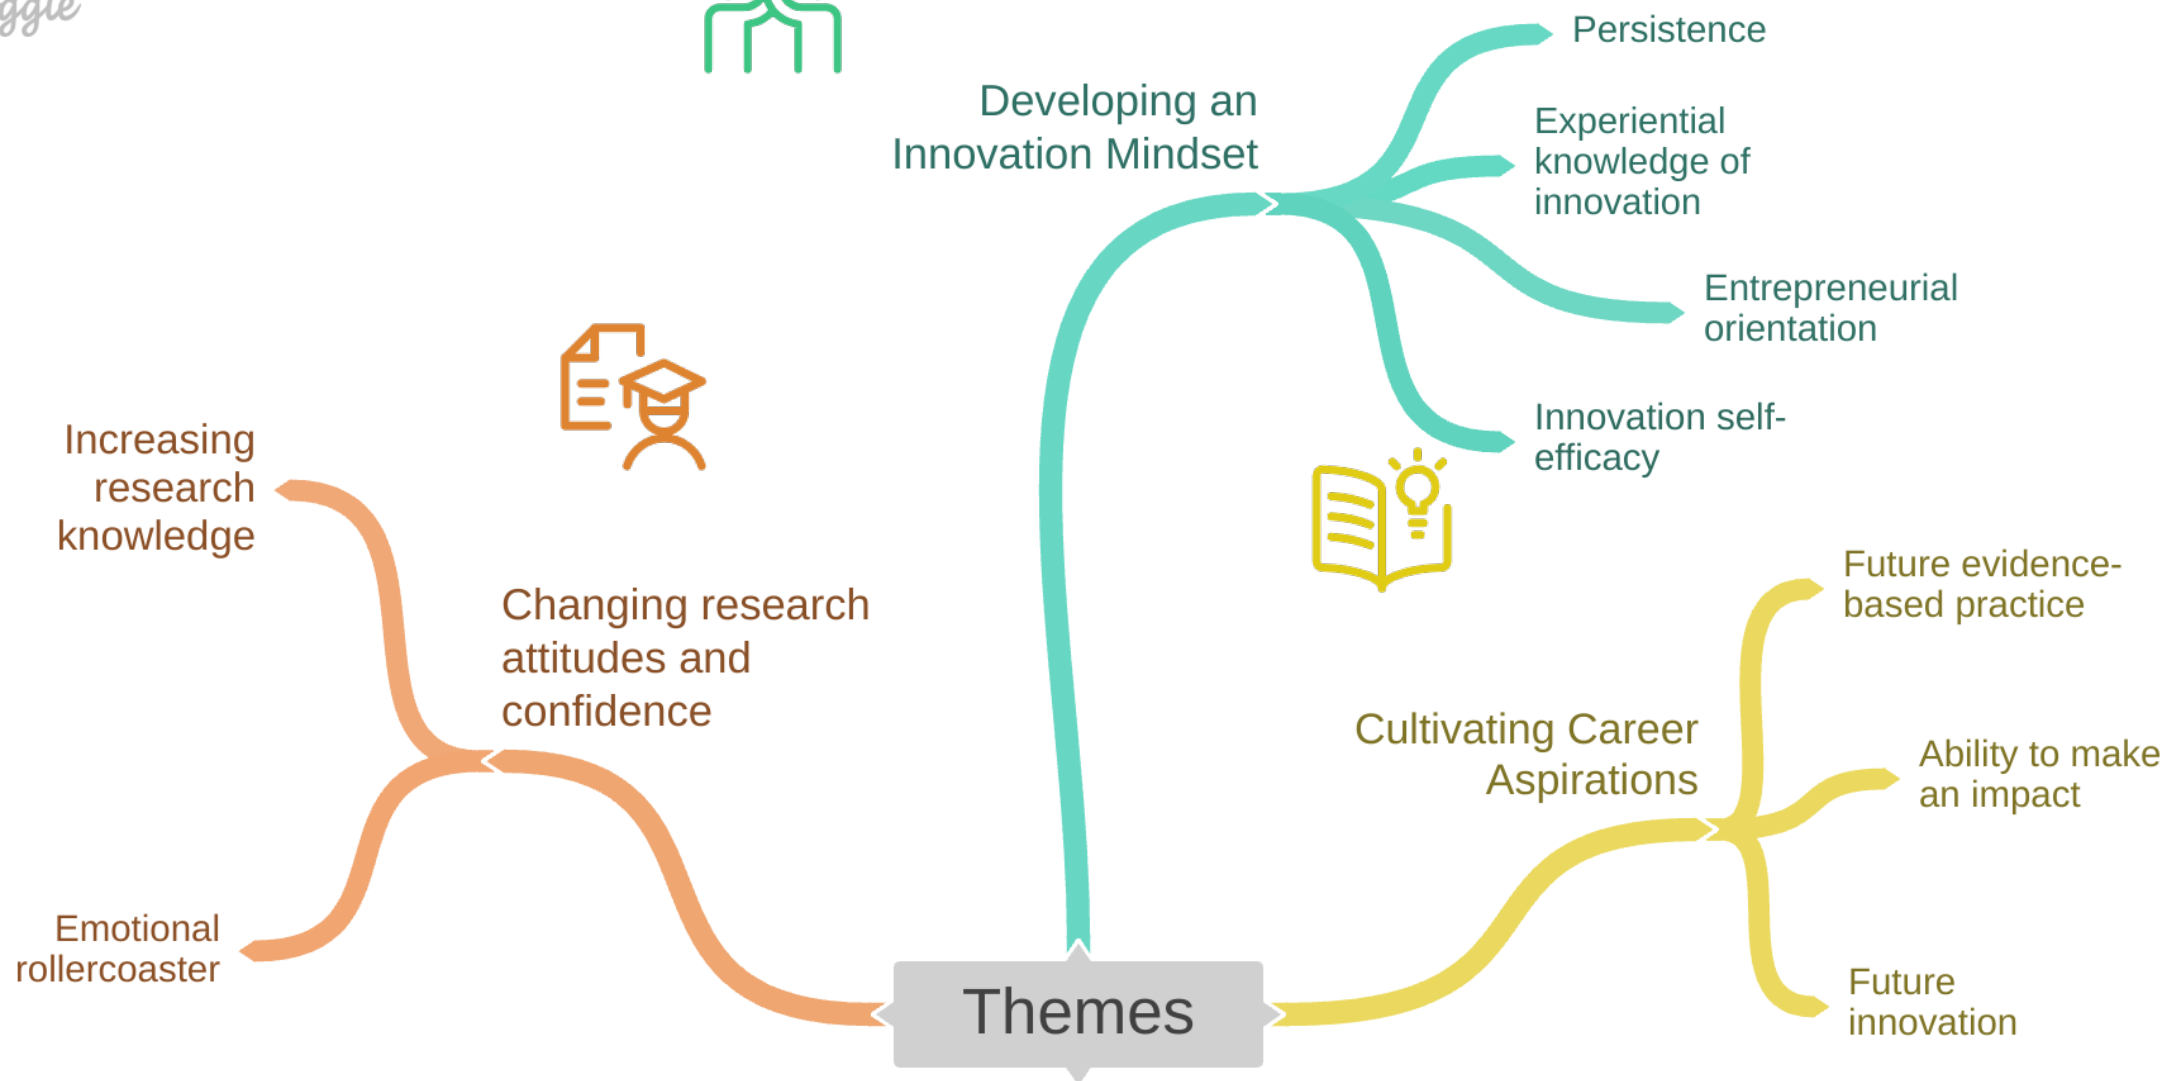 Persistence
Developing an
Innovation Mindset
Experiential
knowledge of
innovation
Entrepreneurial
orientation
Innovation self-
efficacy
Increasing
research
knowledge
Changing research
attitudes and
confidence
Emotional
rollercoaster
Future evidence-
based practice
Cultivating Career
Aspirations
Ability to make
an impact
Future
innovation
Themes